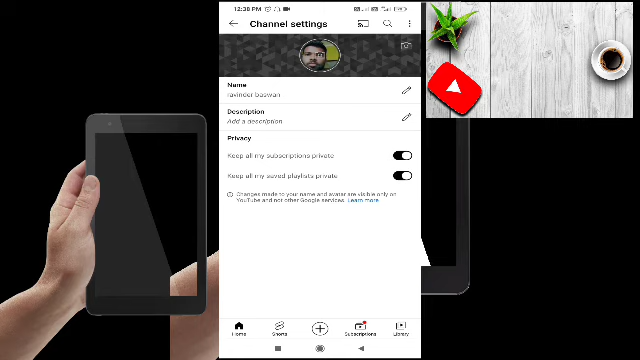 12:38 PM
Channel settings
Name
ravinder baswan
Description
Add a description
Privacy
Keep all my subscriptions private
Keep all my saved playlists private
Changes made to your name and avatar are visible only on
YouTube and not other Google services. Learn more
Home
Shorts
Subscriptions
Library